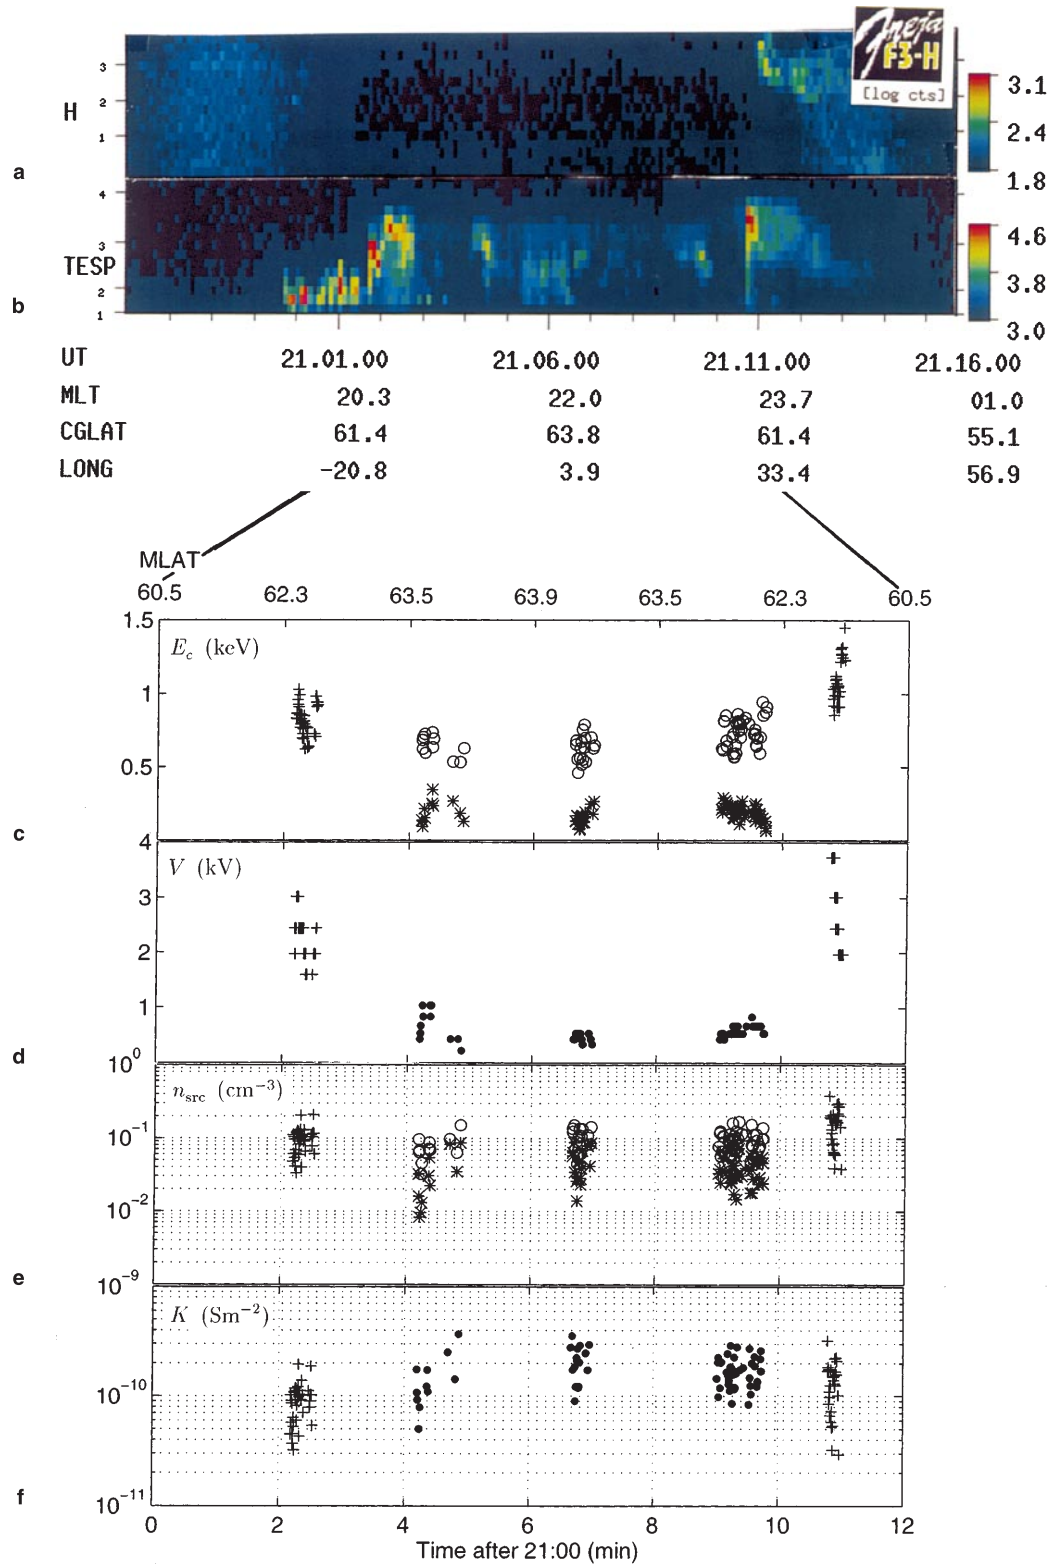 Freja
F3-H
[log cts]
H
3
2
1
3.1
2.4
1.8
a
4
3
2
1
TESP
4.6
3.8
3.0
b
UT 21.01.00 21.06.00 21.11.00 21.16.00
MLT 20.3 22.0 23.7 01.0
CGLAT 61.4 63.8 61.4 55.1
LONG -20.8 3.9 33.4 56.9
MLAT
60.5 62.3 63.5 63.9 63.5 62.3 60.5
1.5
E_c (keV)
1
0.5
c
4
V (kV)
3
2
1
d
10^0
n_src (cm^−3)
10^−1
10^−2
e
10^−9
K (Sm^−2)
10^−10
10^−11
f
0 2 4 6 8 10 12
Time after 21:00 (min)